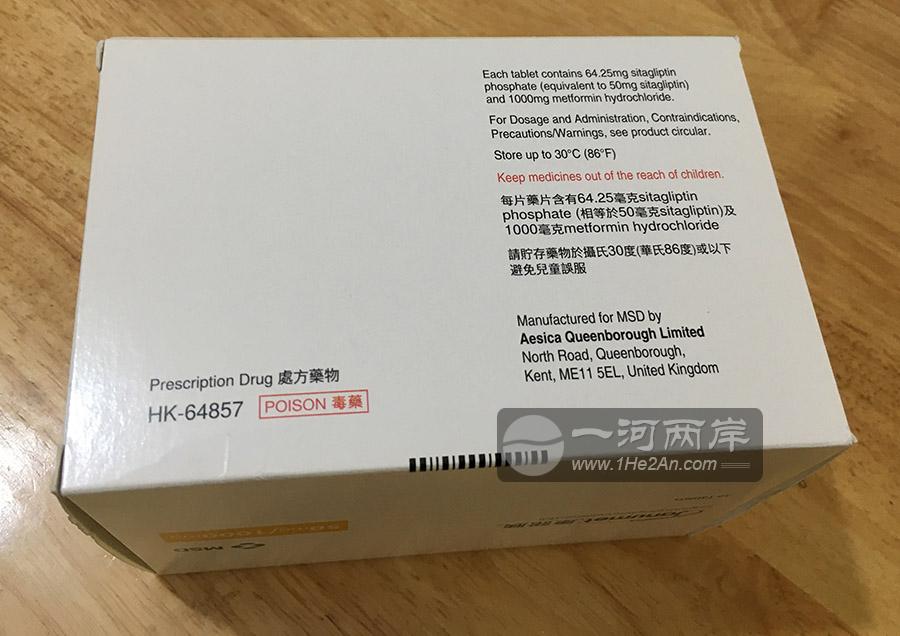 Each tablet contains 64.25mg sitagliptin
phosphate (equivalent to 50mg sitagliptin)
and 1000mg metformin hydrochloride.
For Dosage and Administration, Contraindications,
Precautions/Warnings, see product circular.
Store up to 30°C (86°F)
Keep medicines out of the reach of children.
每片藥片含有64.25毫克sitagliptin
phosphate (相等於50毫克sitagliptin)及
1000毫克metformin hydrochloride
請貯存藥物於攝氏30度(華氏86度)或以下
避免兒童誤服
Manufactured for MSD by
Aesica Queenborough Limited
North Road, Queenborough,
Kent, ME11 5EL, United Kingdom
Prescription Drug 處方藥物
HK-64857 POISON 毒藥
一河两岸
www.1He2An.com
Tablets
Janumet
50mg/1000mg
MSD